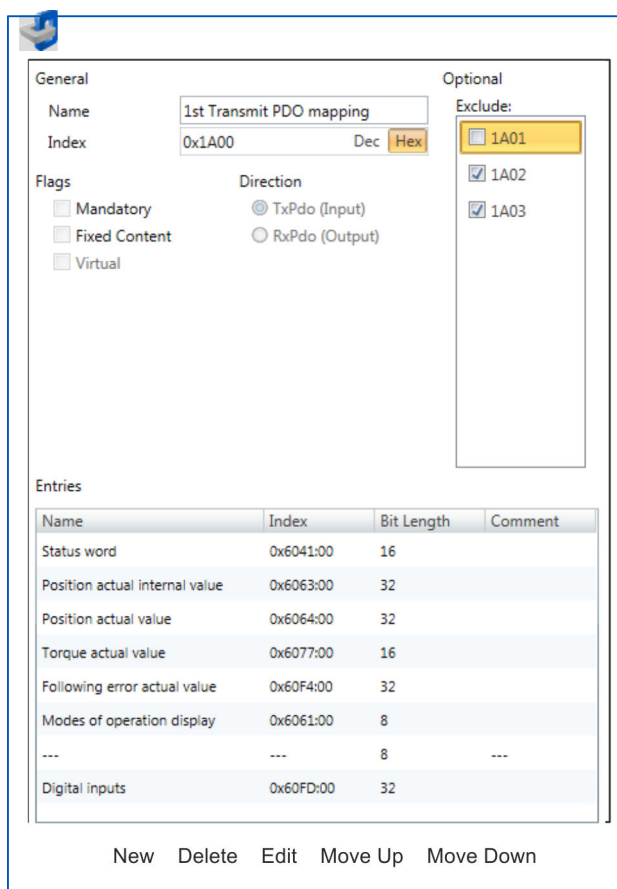 General
Optional
Name 1st Transmit PDO mapping
Exclude:
Index 0x1A00 Dec Hex
1A01
Flags Direction
1A02
Mandatory TxPdo (Input)
1A03
Fixed Content RxPdo (Output)
Virtual
Entries
Name Index Bit Length Comment
Status word 0x6041:00 16
Position actual internal value 0x6063:00 32
Position actual value 0x6064:00 32
Torque actual value 0x6077:00 16
Following error actual value 0x60F4:00 32
Modes of operation display 0x6061:00 8
--- --- 8 ---
Digital inputs 0x60FD:00 32
New Delete Edit Move Up Move Down